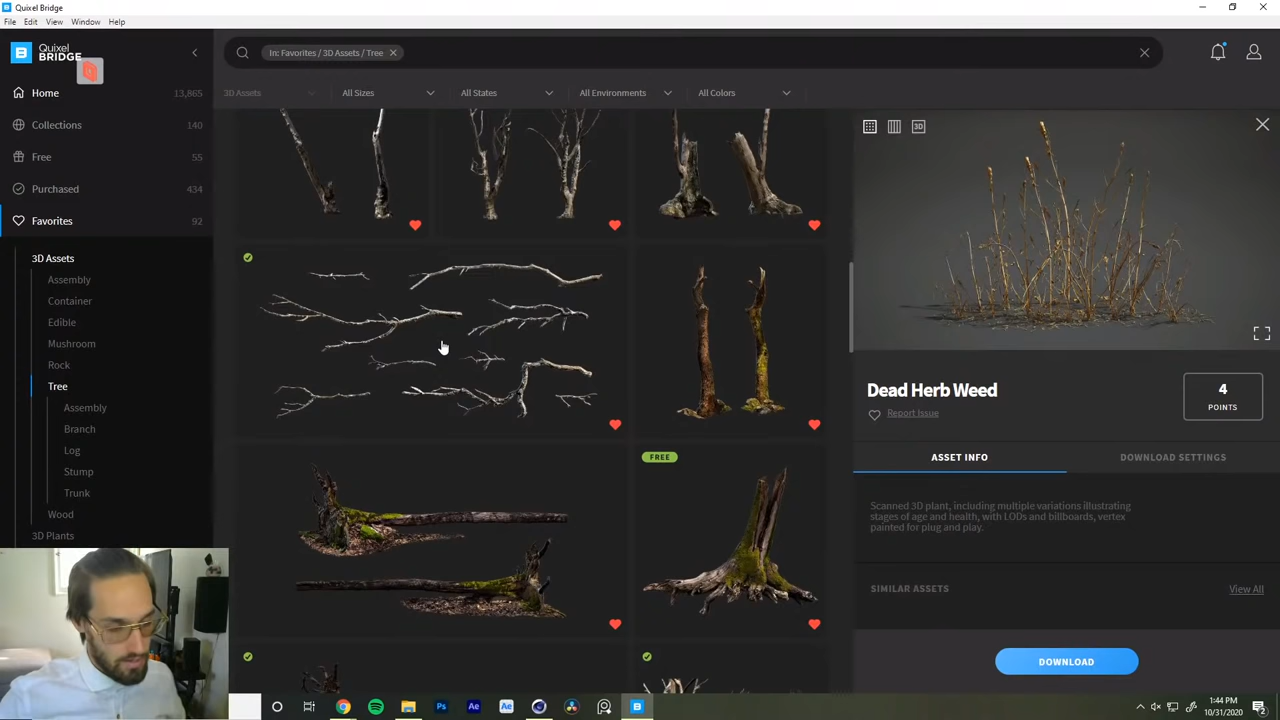 Quixel Bridge
File Edit View Window Help
Quixel
BRIDGE
In: Favorites / 3D Assets / Tree
3D Assets All Sizes All States All Environments All Colors
Home 13,865
Collections 140
Free 55
Purchased 434
Favorites 92
3D Assets
Assembly
Container
Edible
Mushroom
Rock
Tree
Assembly
Branch
Log
Stump
Trunk
Wood
3D Plants
FREE
3D
Dead Herb Weed
Report Issue
4
POINTS
ASSET INFO DOWNLOAD SETTINGS
Scanned 3D plant, including multiple variations illustrating
stages of age and health, with LODs and billboards, vertex
painted for plug and play.
SIMILAR ASSETS View All
DOWNLOAD
Ps Ae Ae
1:44 PM
10/31/2020
2